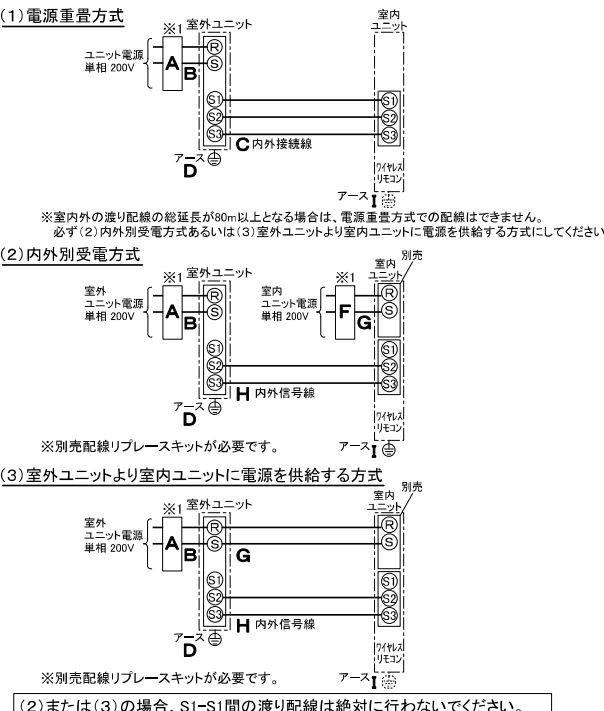 (1)電源重畳方式
※1
室外ユニット
室内
ユニット
ユニット電源
単相 200V
A
B
R
S
S1
S2
S3
S1
S2
S3
C 内外接続線
アース
D
ワイヤレス
リモコン
アース I
※室内外の渡り配線の総延長が80m以上となる場合は、電源重畳方式での配線はできません。
必ず(2)内外別受電方式あるいは(3)室外ユニットより室内ユニットに電源を供給する方式にしてください
(2)内外別受電方式
※1
室外ユニット
※1
室内
ユニット
別売
室外
ユニット電源
単相 200V
A
B
R
S
室内
ユニット電源
単相 200V
F
G
R
S
S1
S2
S3
S1
S2
S3
H 内外信号線
アース
D
ワイヤレス
リモコン
※別売配線リプレースキットが必要です。
アース I
(3)室外ユニットより室内ユニットに電源を供給する方式
※1
室外ユニット
室内
ユニット
別売
室外
ユニット電源
単相 200V
A
B
R
S
G
R
S
S1
S2
S3
S1
S2
S3
H 内外信号線
アース
D
ワイヤレス
リモコン
※別売配線リプレースキットが必要です。
アース I
(2)または(3)の場合、S1-S1間の渡り配線は絶対に行わないでください。